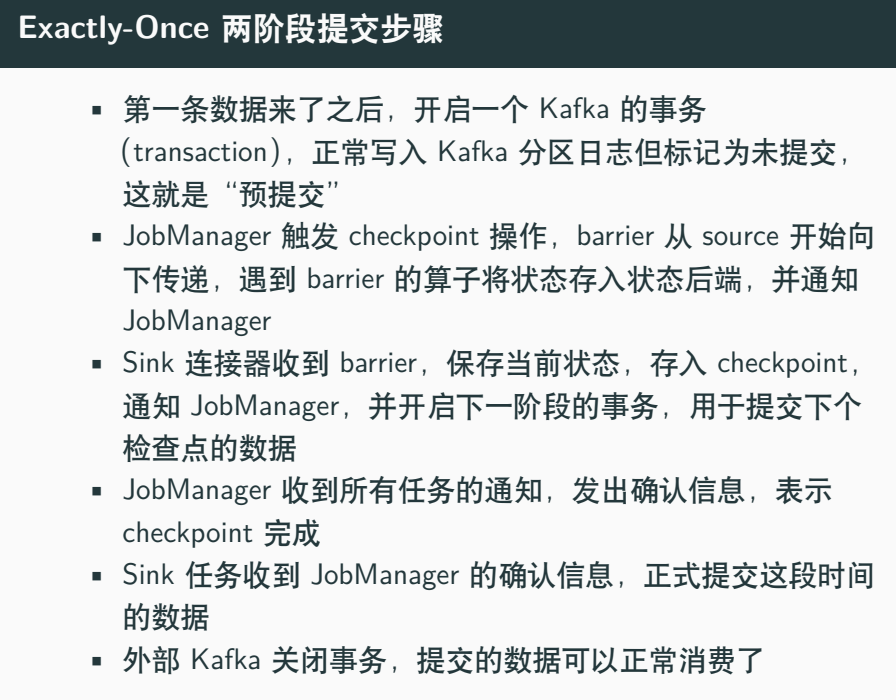 Exactly-Once 两阶段提交步骤
▪ 第一条数据来了之后，开启一个 Kafka 的事务
(transaction)，正常写入 Kafka 分区日志但标记为未提交，
这就是“预提交”
▪ JobManager 触发 checkpoint 操作，barrier 从 source 开始向
下传递，遇到 barrier 的算子将状态存入状态后端，并通知
JobManager
▪ Sink 连接器收到 barrier，保存当前状态，存入 checkpoint，
通知 JobManager，并开启下一阶段的事务，用于提交下个
检查点的数据
▪ JobManager 收到所有任务的通知，发出确认信息，表示
checkpoint 完成
▪ Sink 任务收到 JobManager 的确认信息，正式提交这段时间
的数据
▪ 外部 Kafka 关闭事务，提交的数据可以正常消费了